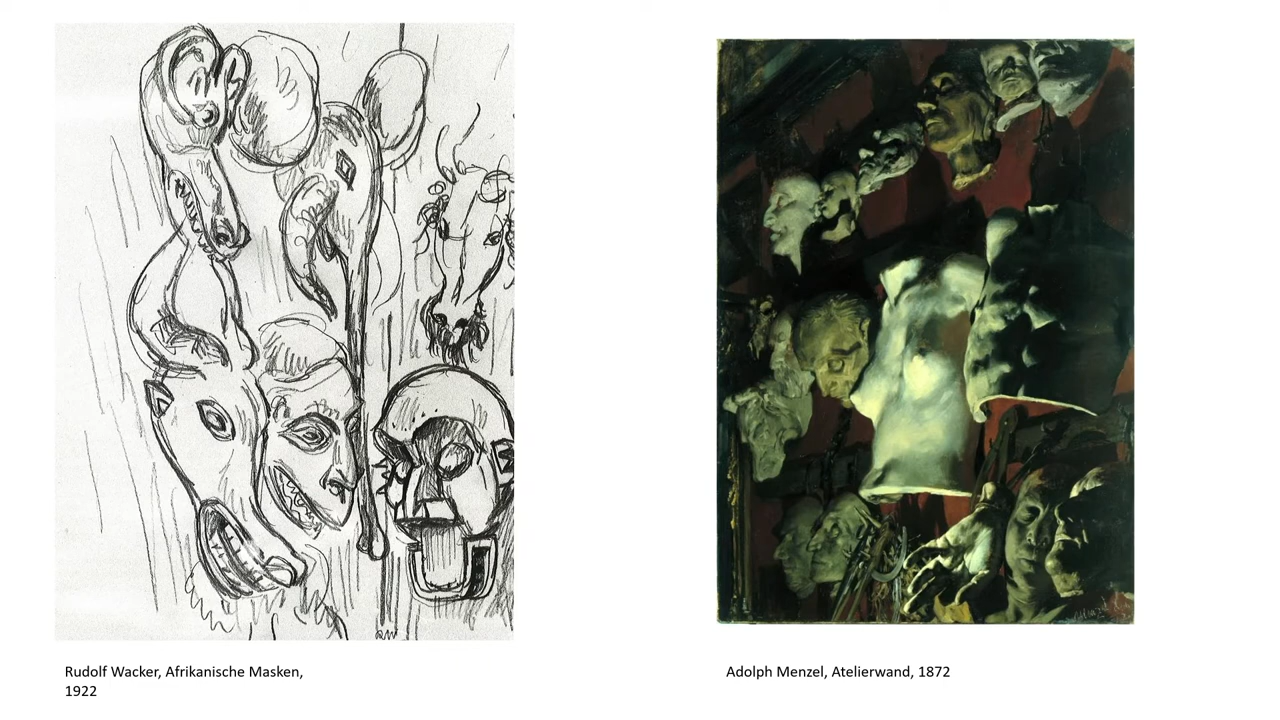 Rudolf Wacker, Afrikanische Masken,
1922
Adolph Menzel, Atelierwand, 1872